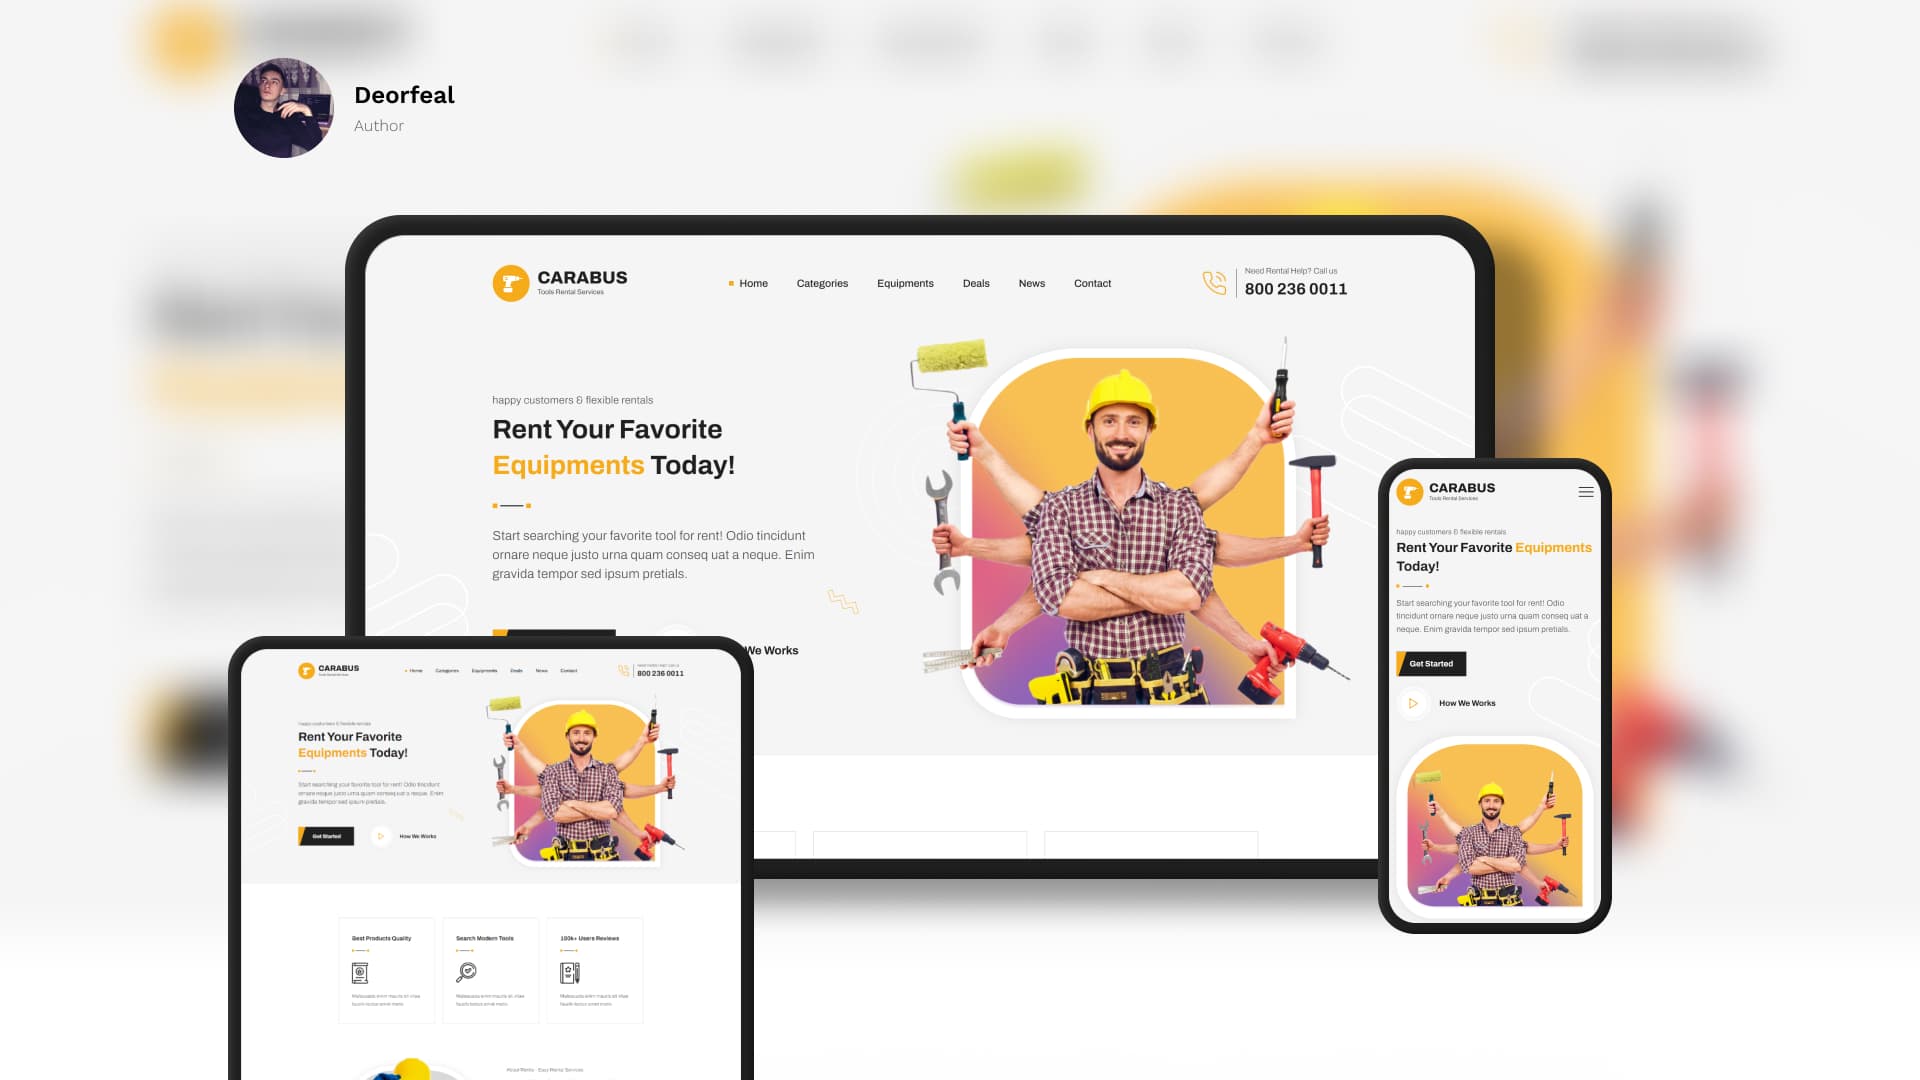 Deorfeal
Author
CARABUS
Tools Rental Services
Home
Categories
Equipments
Deals
News
Contact
Need Rental Help? Call us
800 236 0011
happy customers & flexible rentals
Rent Your Favorite
Equipments Today!
Start searching your favorite tool for rent! Odio tincidunt
ornare neque justo urna quam conseq uat a neque. Enim
gravida tempor sed ipsum pretials.
We Works
CARABUS
Tools Rental Services
Home
Categories
Equipments
Deals
News
Contact
Need Rental Help? Call us
800 236 0011
happy customers & flexible rentals
Rent Your Favorite
Equipments Today!
Start searching your favorite tool for rent! Odio tincidunt
ornare neque justo urna quam conseq uat a neque. Enim
gravida tempor sed ipsum pretials.
Get Started
How We Works
Best Products Quality
Search Modern Tools
100k+ Users Reviews
CARABUS
Tools Rental Services
happy customers & flexible rentals
Rent Your Favorite Equipments
Today!
Start searching your favorite tool for rent! Odio
tincidunt ornare neque justo urna quam conseq uat a
neque. Enim gravida tempor sed ipsum pretials.
Get Started
How We Works